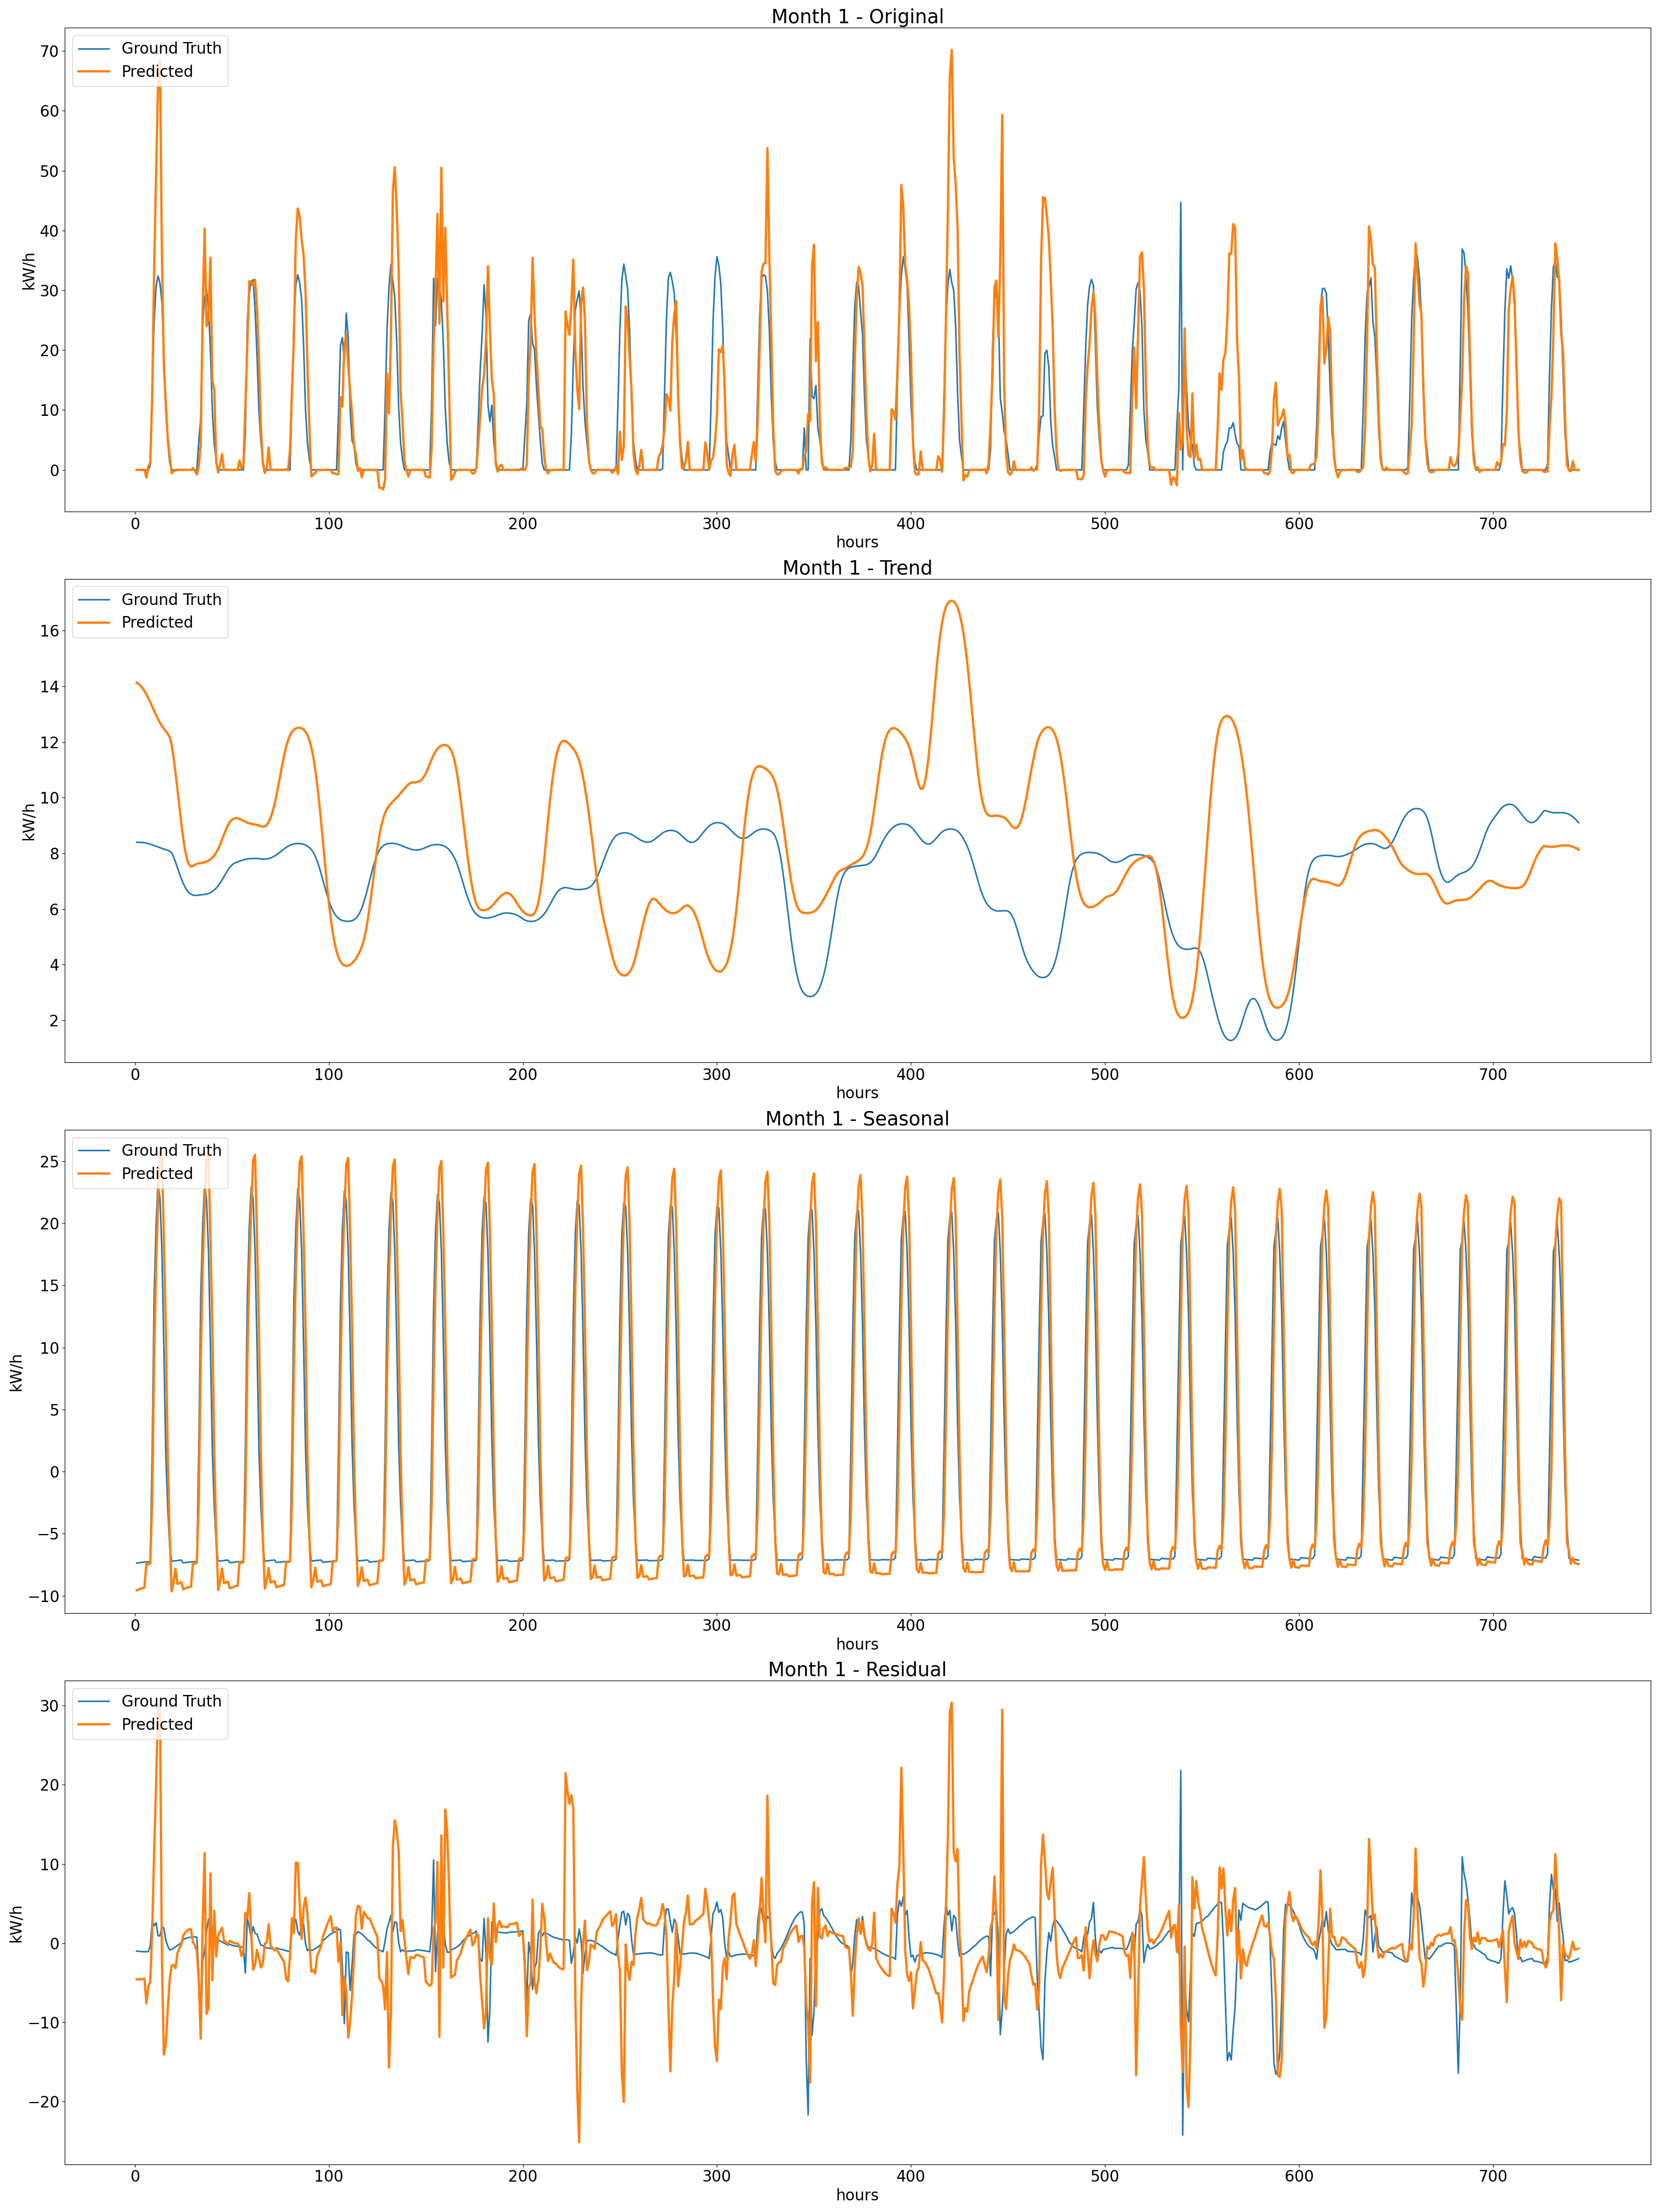 Month 1 - Original
Ground Truth
Predicted
70
60
50
40
30
20
10
0
kW/h
0 100 200 300 400 500 600 700
hours
Month 1 - Trend
Ground Truth
Predicted
16
14
12
10
8
6
4
2
kW/h
0 100 200 300 400 500 600 700
hours
Month 1 - Seasonal
Ground Truth
Predicted
25
20
15
10
5
0
−5
−10
kW/h
0 100 200 300 400 500 600 700
hours
Month 1 - Residual
Ground Truth
Predicted
30
20
10
0
−10
−20
kW/h
0 100 200 300 400 500 600 700
hours